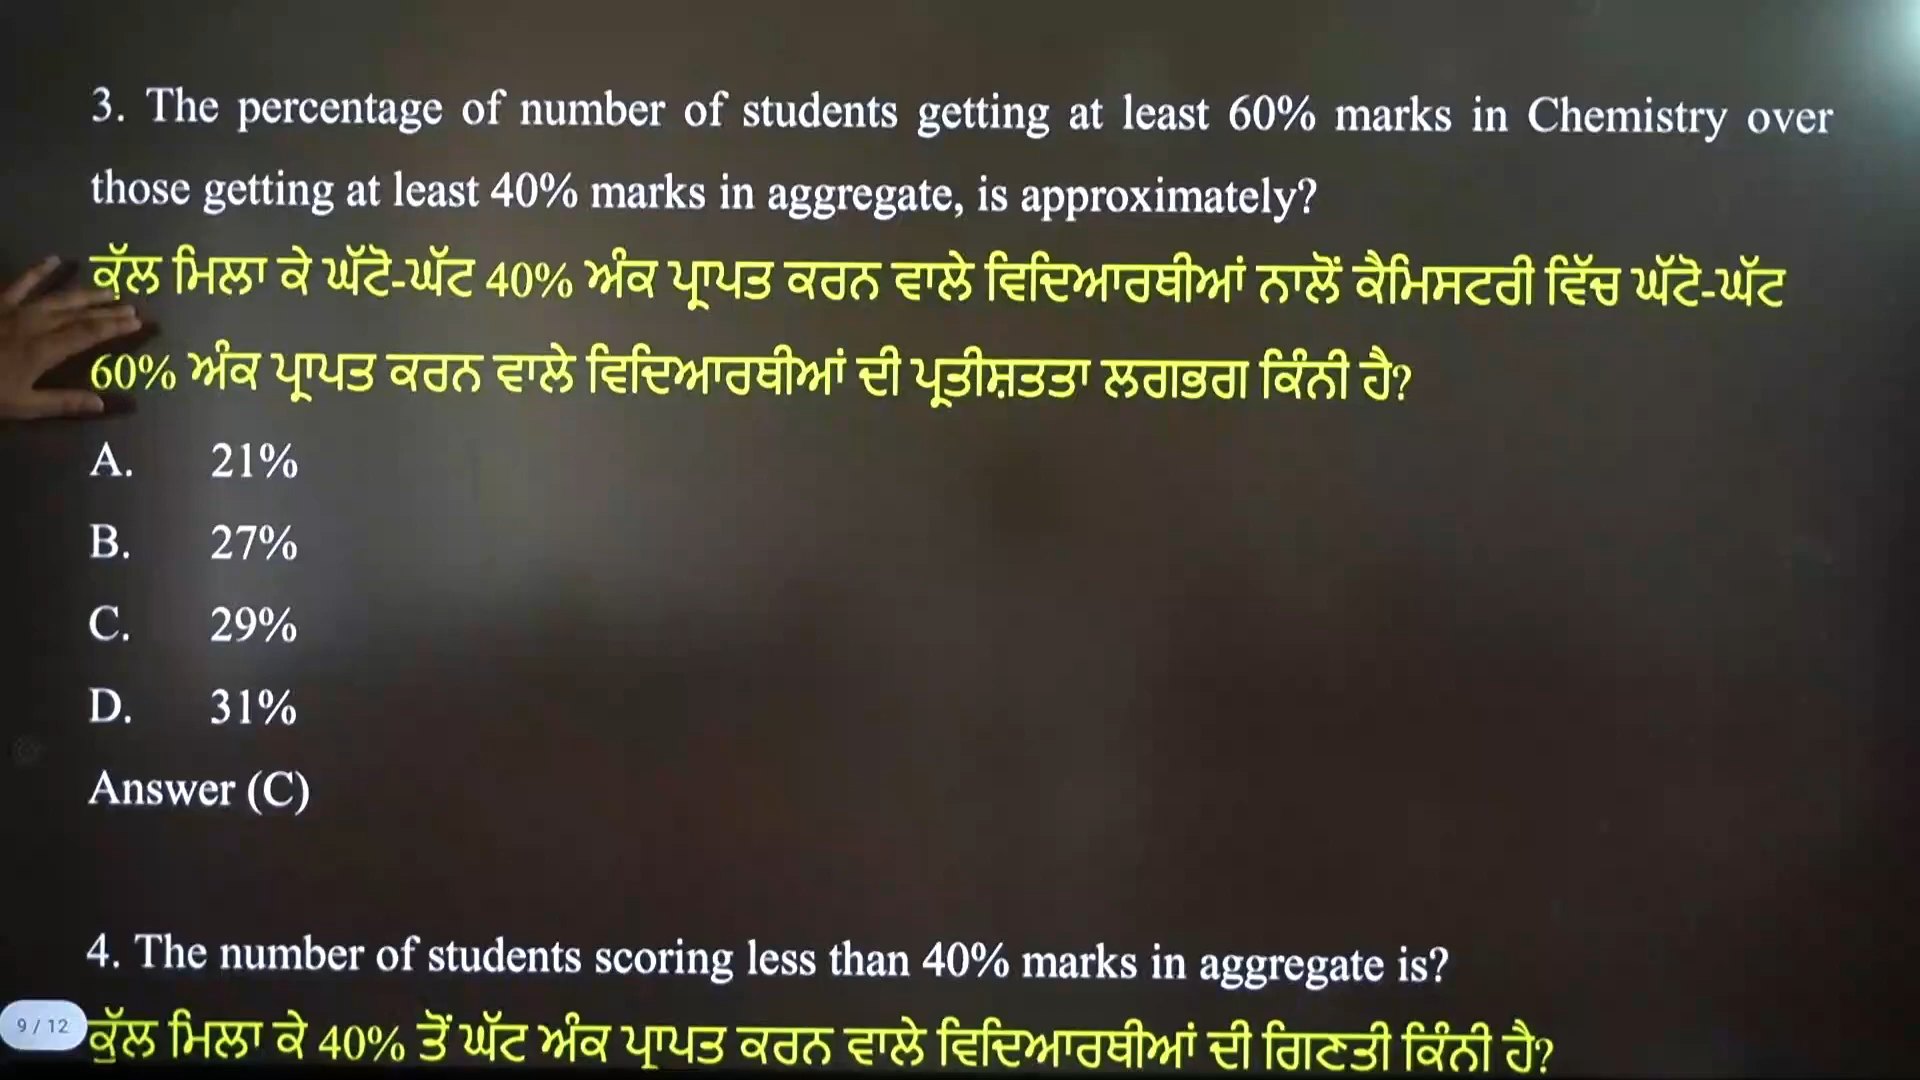 3. The percentage of number of students getting at least 60% marks in Chemistry over
those getting at least 40% marks in aggregate, is approximately?
ਕੁੱਲ ਮਿਲਾ ਕੇ ਘੱਟੋ-ਘੱਟ 40% ਅੰਕ ਪ੍ਰਾਪਤ ਕਰਨ ਵਾਲੇ ਵਿਦਿਆਰਥੀਆਂ ਨਾਲੋਂ ਕੈਮਿਸਟਰੀ ਵਿੱਚ ਘੱਟੋ-ਘੱਟ
60% ਅੰਕ ਪ੍ਰਾਪਤ ਕਰਨ ਵਾਲੇ ਵਿਦਿਆਰਥੀਆਂ ਦੀ ਪ੍ਰਤੀਸ਼ਤਤਾ ਲਗਭਗ ਕਿੰਨੀ ਹੈ?
A. 21%
B. 27%
C. 29%
D. 31%
Answer (C)
4. The number of students scoring less than 40% marks in aggregate is?
9 / 12
ਕੁੱਲ ਮਿਲਾ ਕੇ 40% ਤੋਂ ਘੱਟ ਅੰਕ ਪ੍ਰਾਪਤ ਕਰਨ ਵਾਲੇ ਵਿਦਿਆਰਥੀਆਂ ਦੀ ਗਿਣਤੀ ਕਿੰਨੀ ਹੈ?